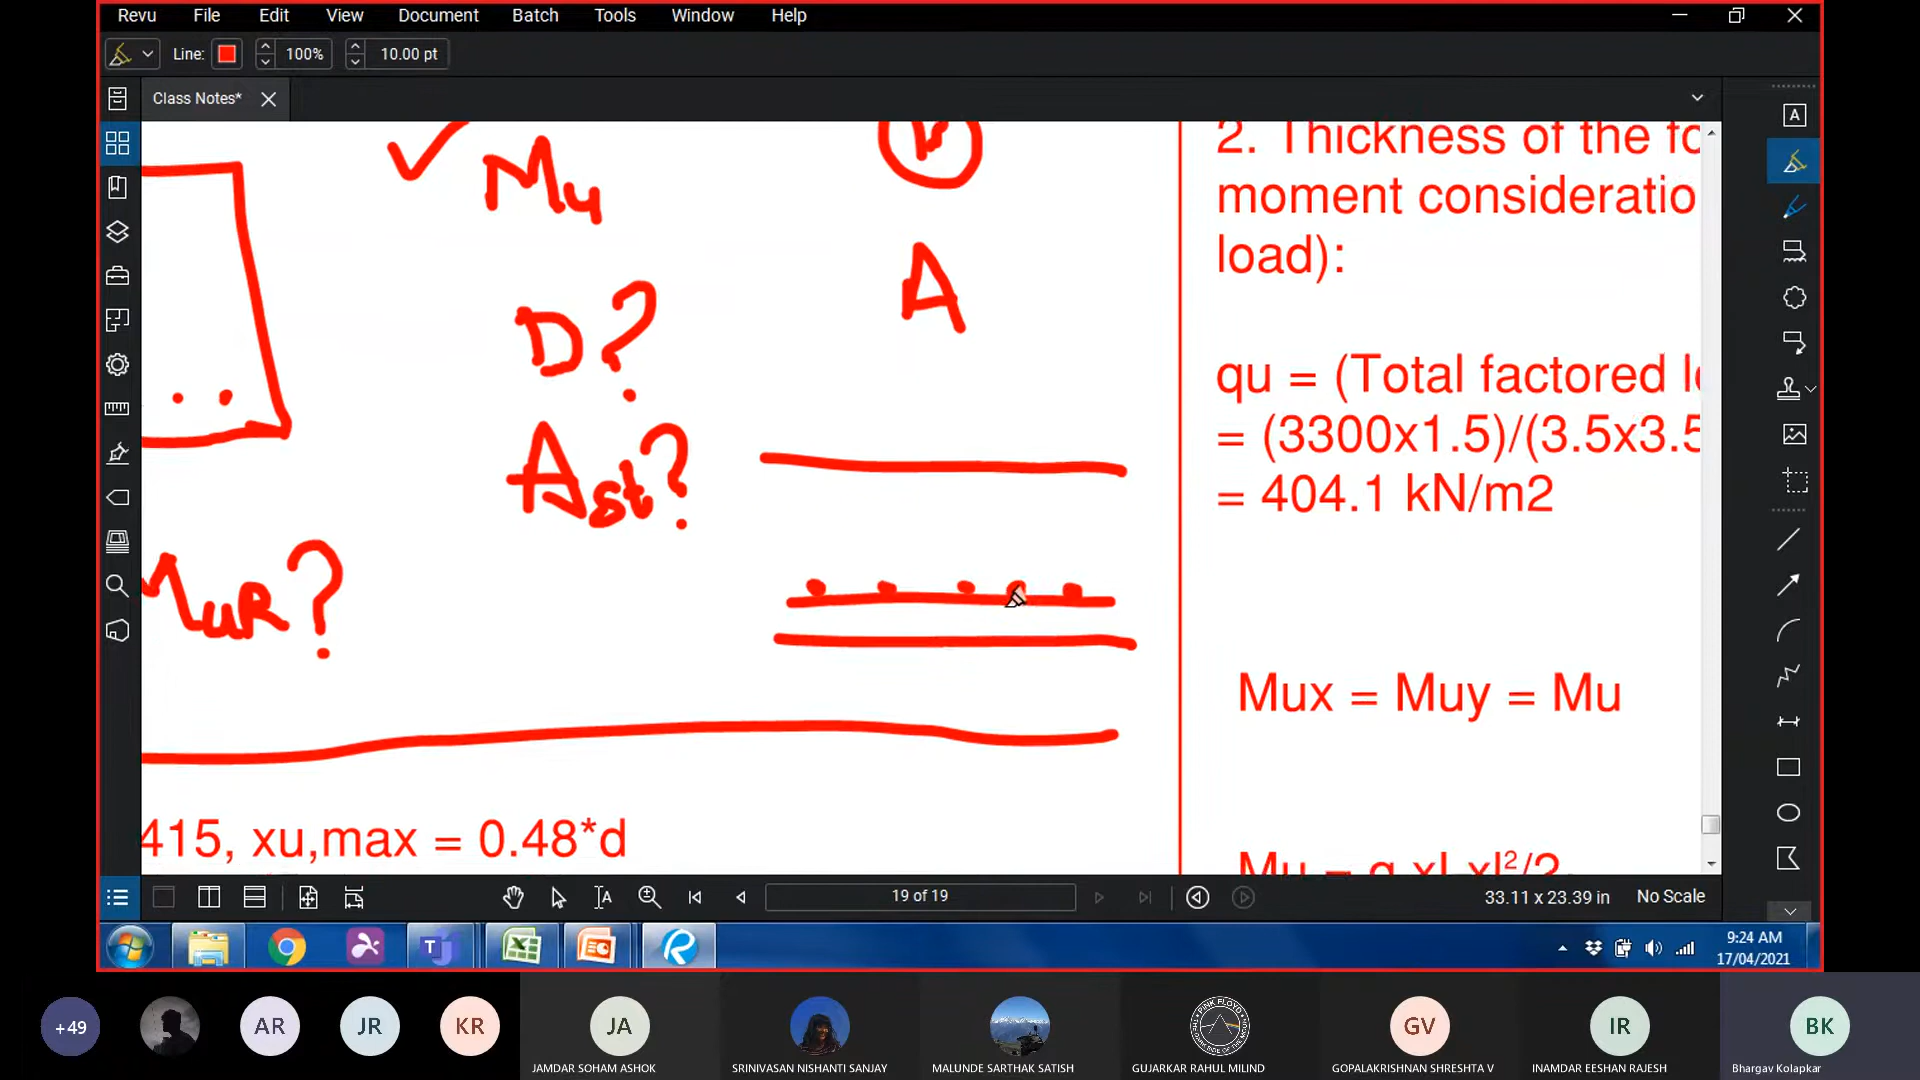 Revu File Edit View Document Batch Tools Window Help
Line: 100% 10.00 pt
Class Notes*
Mu
B
A
D?
Ast?
MuR?
415, xu,max = 0.48*d
2. Thickness of the fo
moment consideratio
load):
qu = (Total factored l
= (3300x1.5)/(3.5x3.5
= 404.1 kN/m2
Mux = Muy = Mu
Mu = q xL xl²/2
19 of 19
33.11 x 23.39 in No Scale
9:24 AM
17/04/2021
+49 AR JR KR JA GV IR BK
JAMDAR SOHAM ASHOK
SRINIVASAN NISHANTI SANJAY
MALUNDE SARTHAK SATISH
GUJARKAR RAHUL MILIND
GOPALAKRISHNAN SHRESHTA V
INAMDAR EESHAN RAJESH
Bhargav Kolapkar